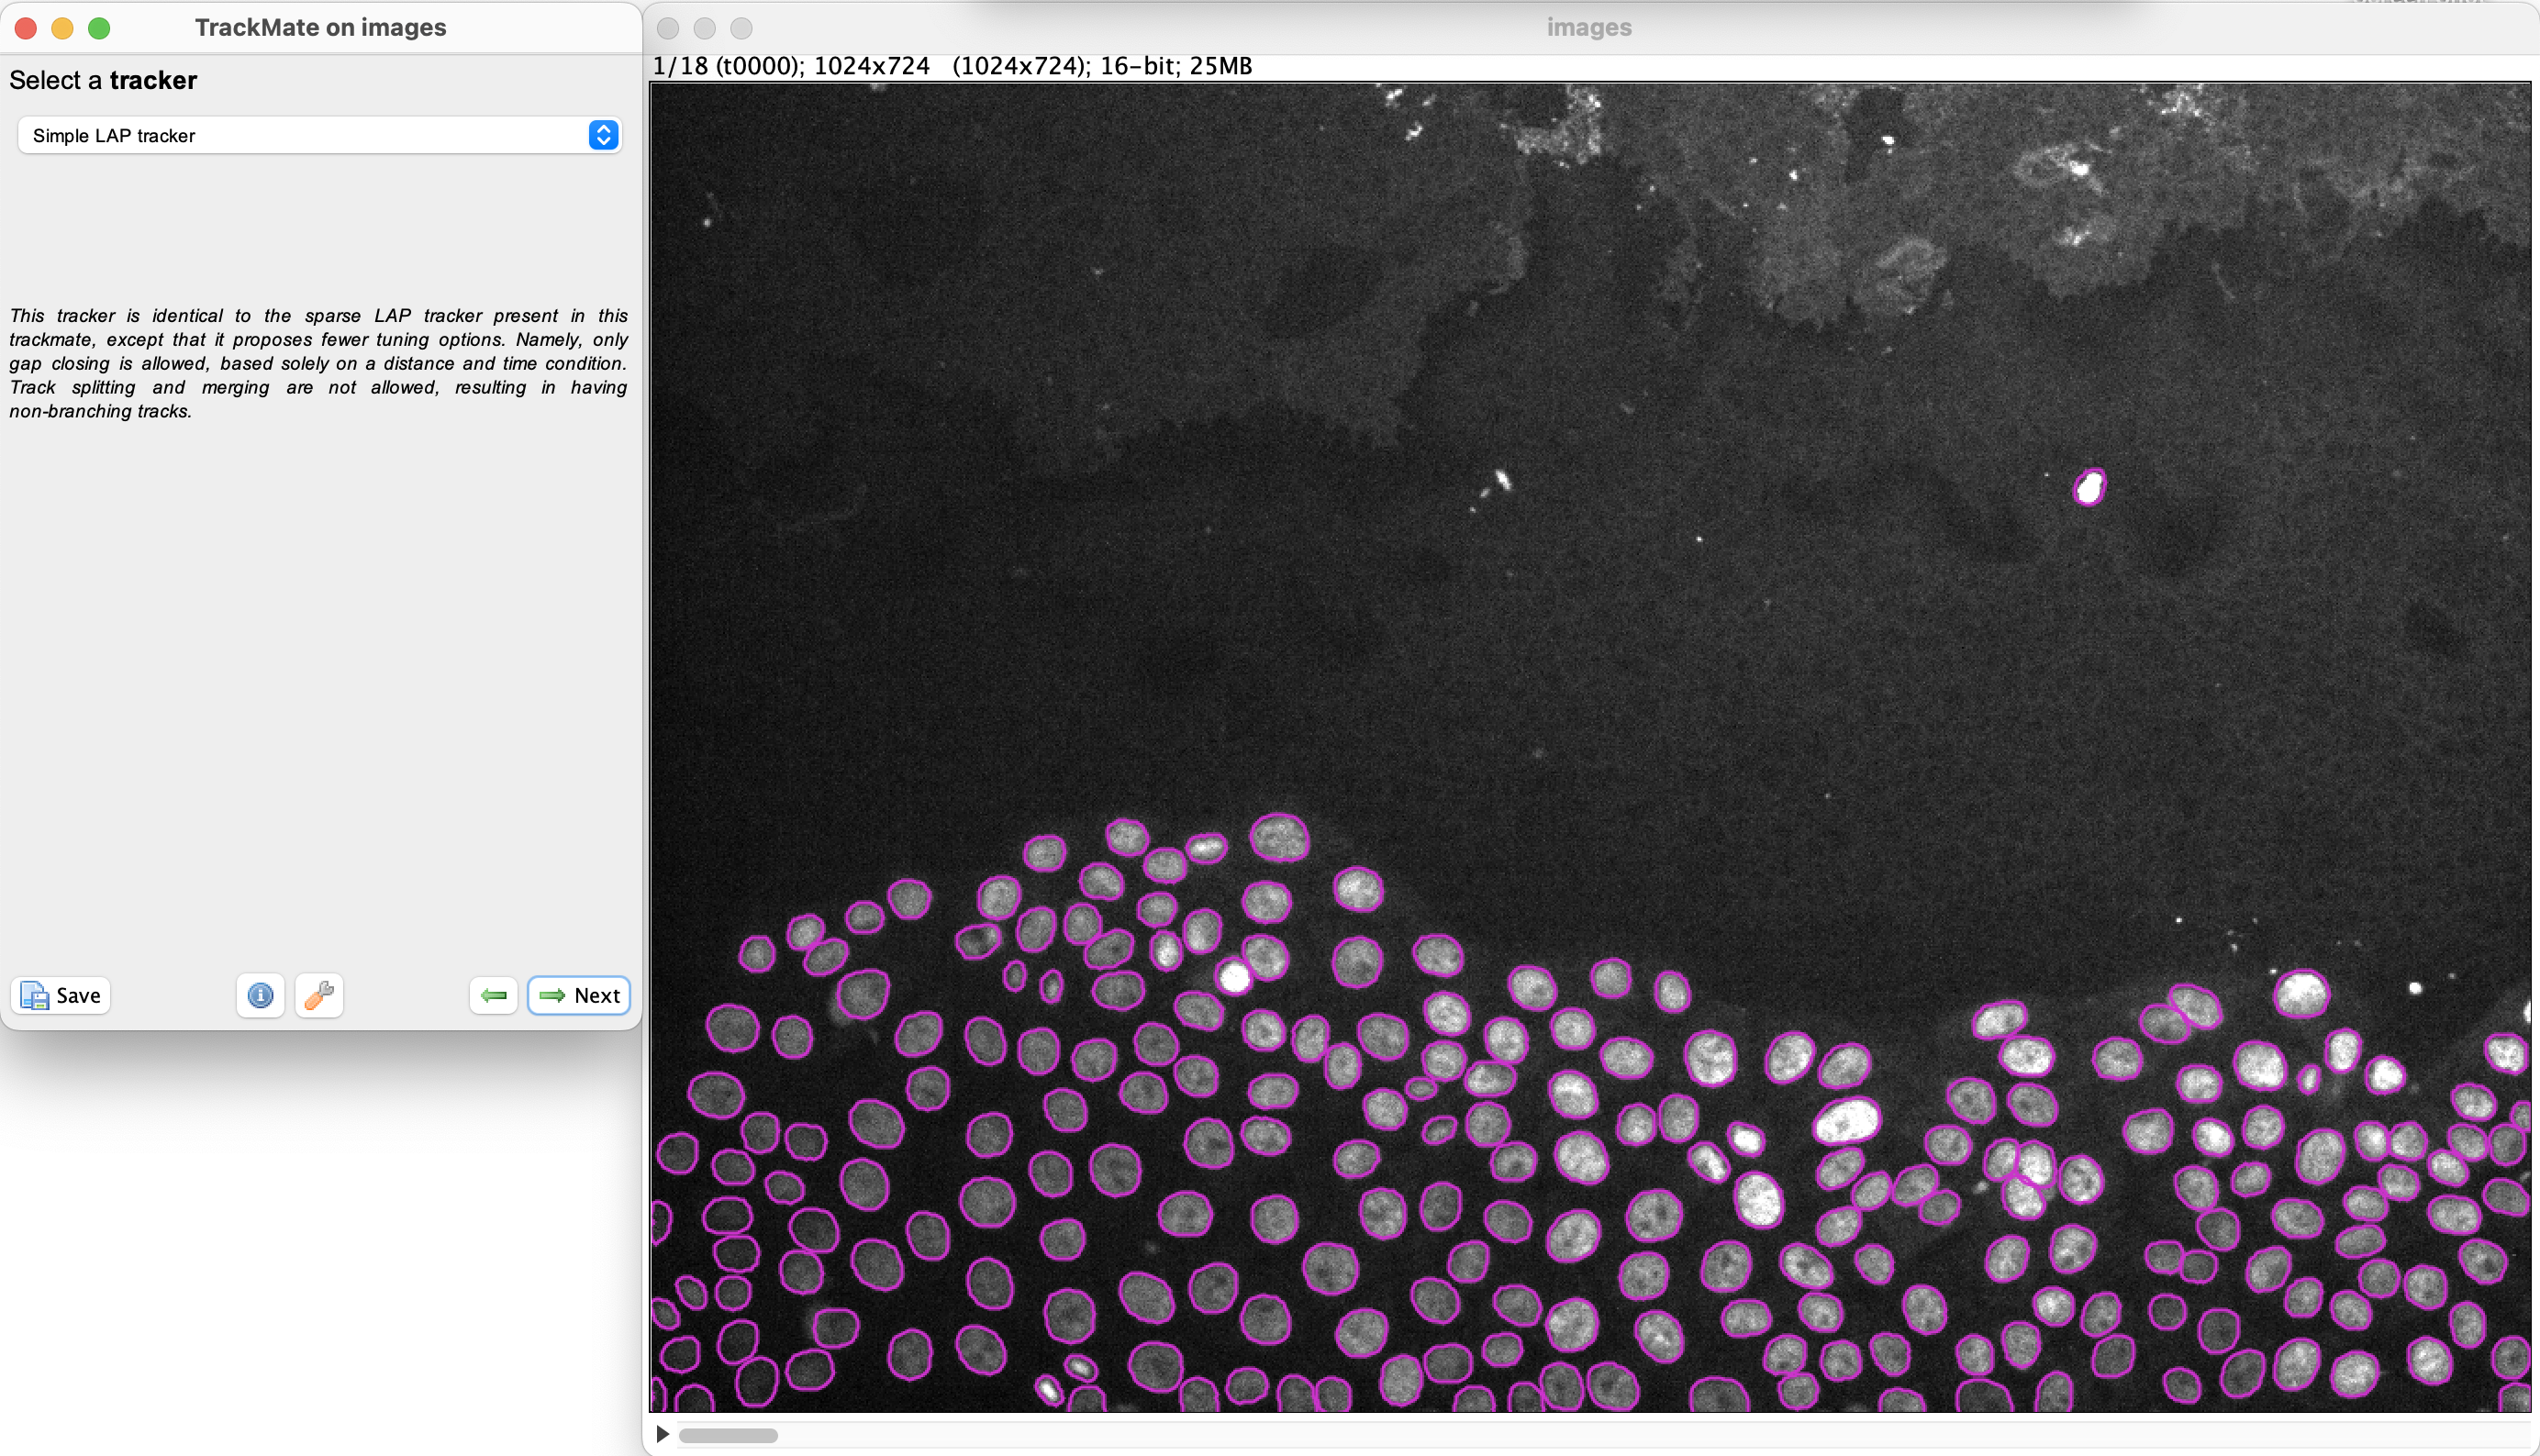 TrackMate on images
Select a tracker
Simple LAP tracker
This tracker is identical to the sparse LAP tracker present in this
trackmate, except that it proposes fewer tuning options. Namely, only
gap closing is allowed, based solely on a distance and time condition.
Track splitting and merging are not allowed, resulting in having
non-branching tracks.
Save
Next
images
1/18 (t0000); 1024x724 (1024x724); 16-bit; 25MB